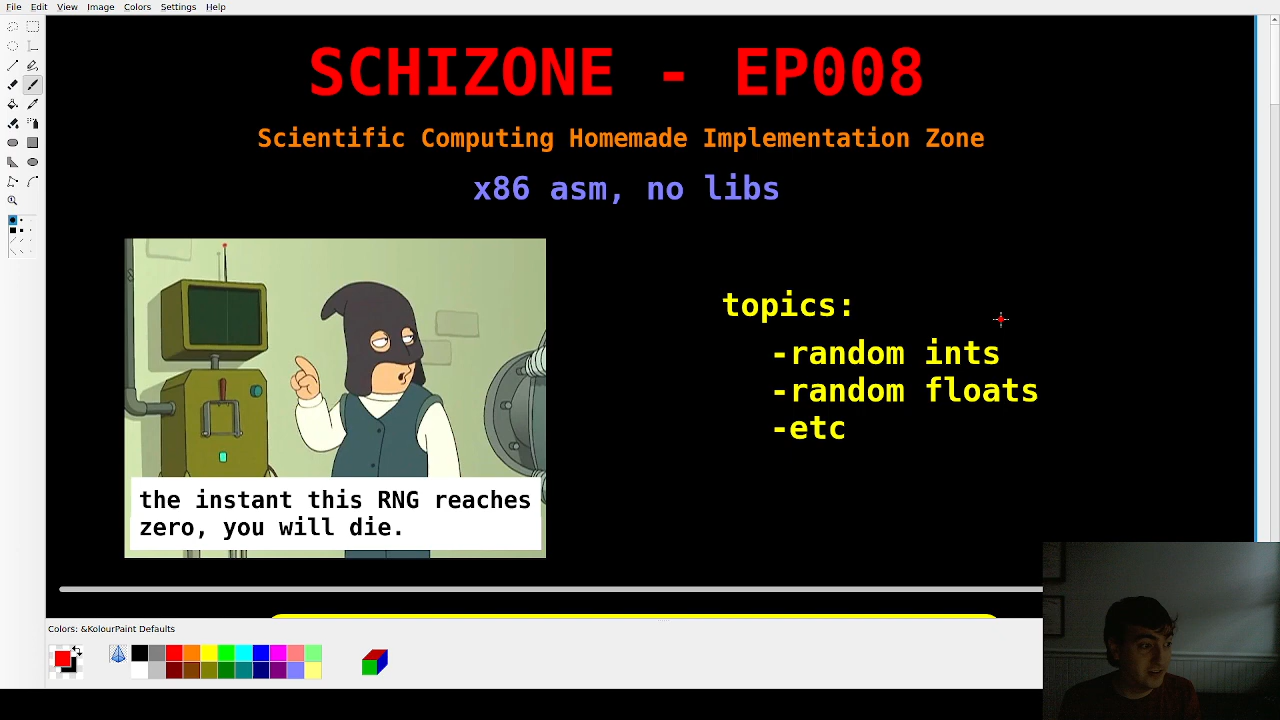 File Edit View Image Colors Settings Help
SCHIZONE - EP008
Scientific Computing Homemade Implementation Zone
x86 asm, no libs
topics:
-random ints
-random floats
-etc
the instant this RNG reaches
zero, you will die.
Colors: &KolourPaint Defaults